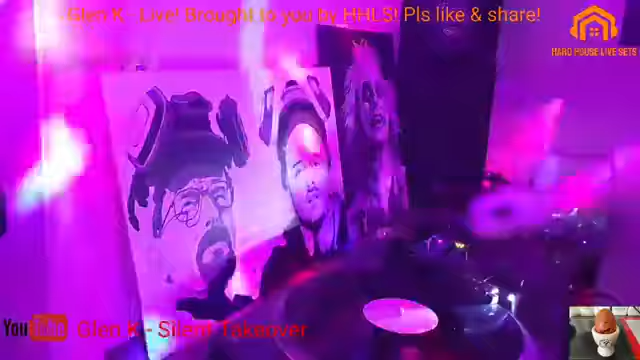 Glen K - Live! Brought to you by HHLS! Pls like & share!
HARD HOUSE LIVE SETS
YouTube Glen K - Silent Takeover